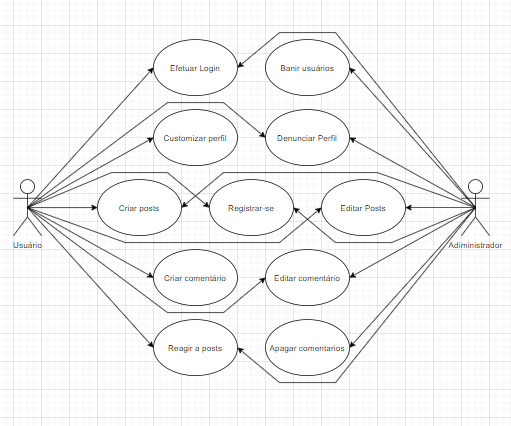 Efetuar Login
Banir usuários
Customizar perfil
Denunciar Perfil
Criar posts
Registrar-se
Editar Posts
Usuário
Adiministrador
Criar comentário
Editar comentário
Reagir a posts
Apagar comentarios